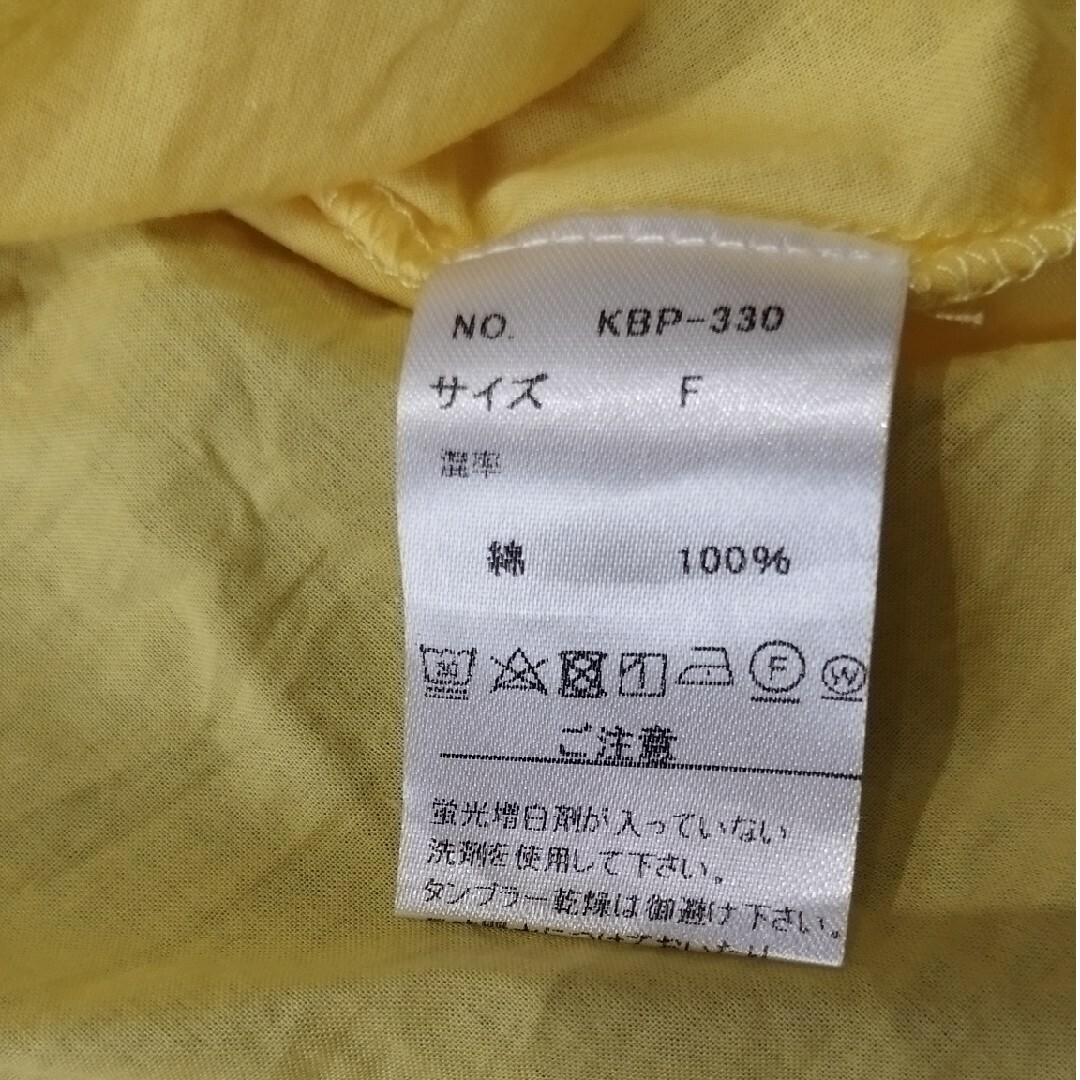 NO. KBP-330
サイズ F
混率
綿 100%
30 F W
ご注意
蛍光増白剤が入っていない
洗剤を使用して下さい。
タンブラー乾燥は御避け下さい。